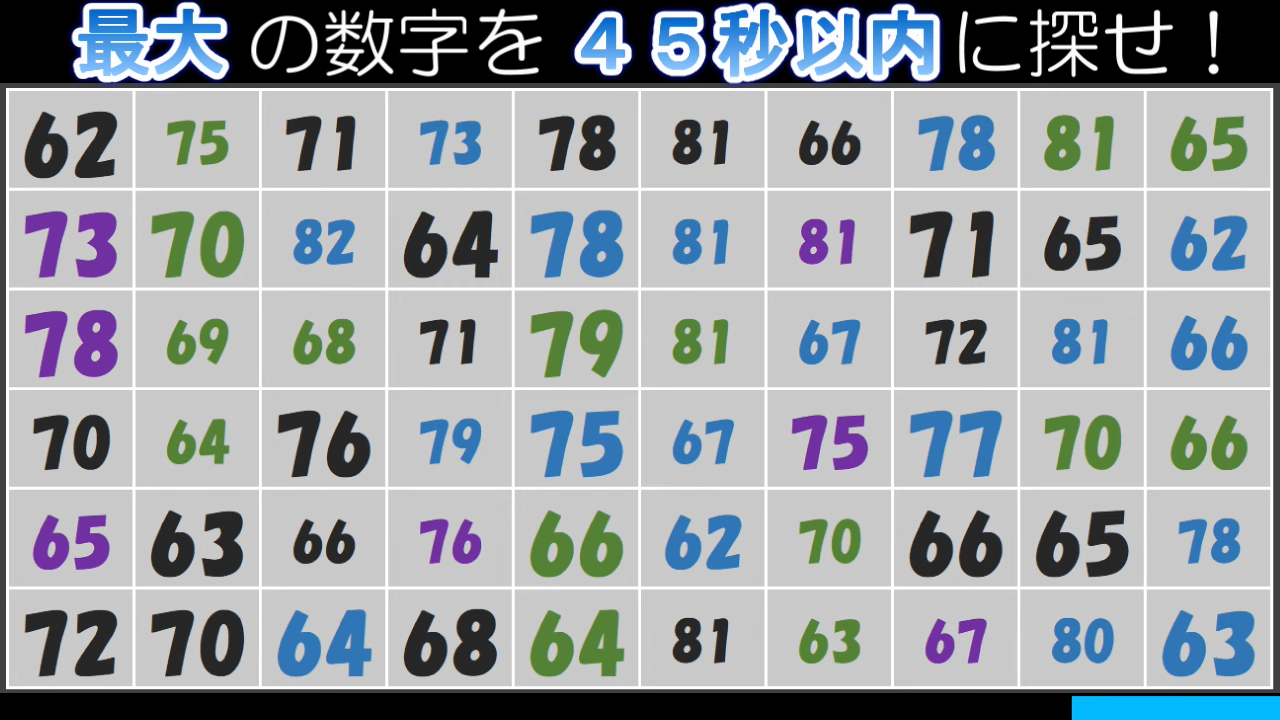 最大の数字を４５秒以内に探せ！
62 75 71 73 78 81 66 78 81 65
73 70 82 64 78 81 81 71 65 62
78 69 68 71 79 81 67 72 81 66
70 64 76 79 75 67 75 77 70 66
65 63 66 76 66 62 70 66 65 78
72 70 64 68 64 81 63 67 80 63